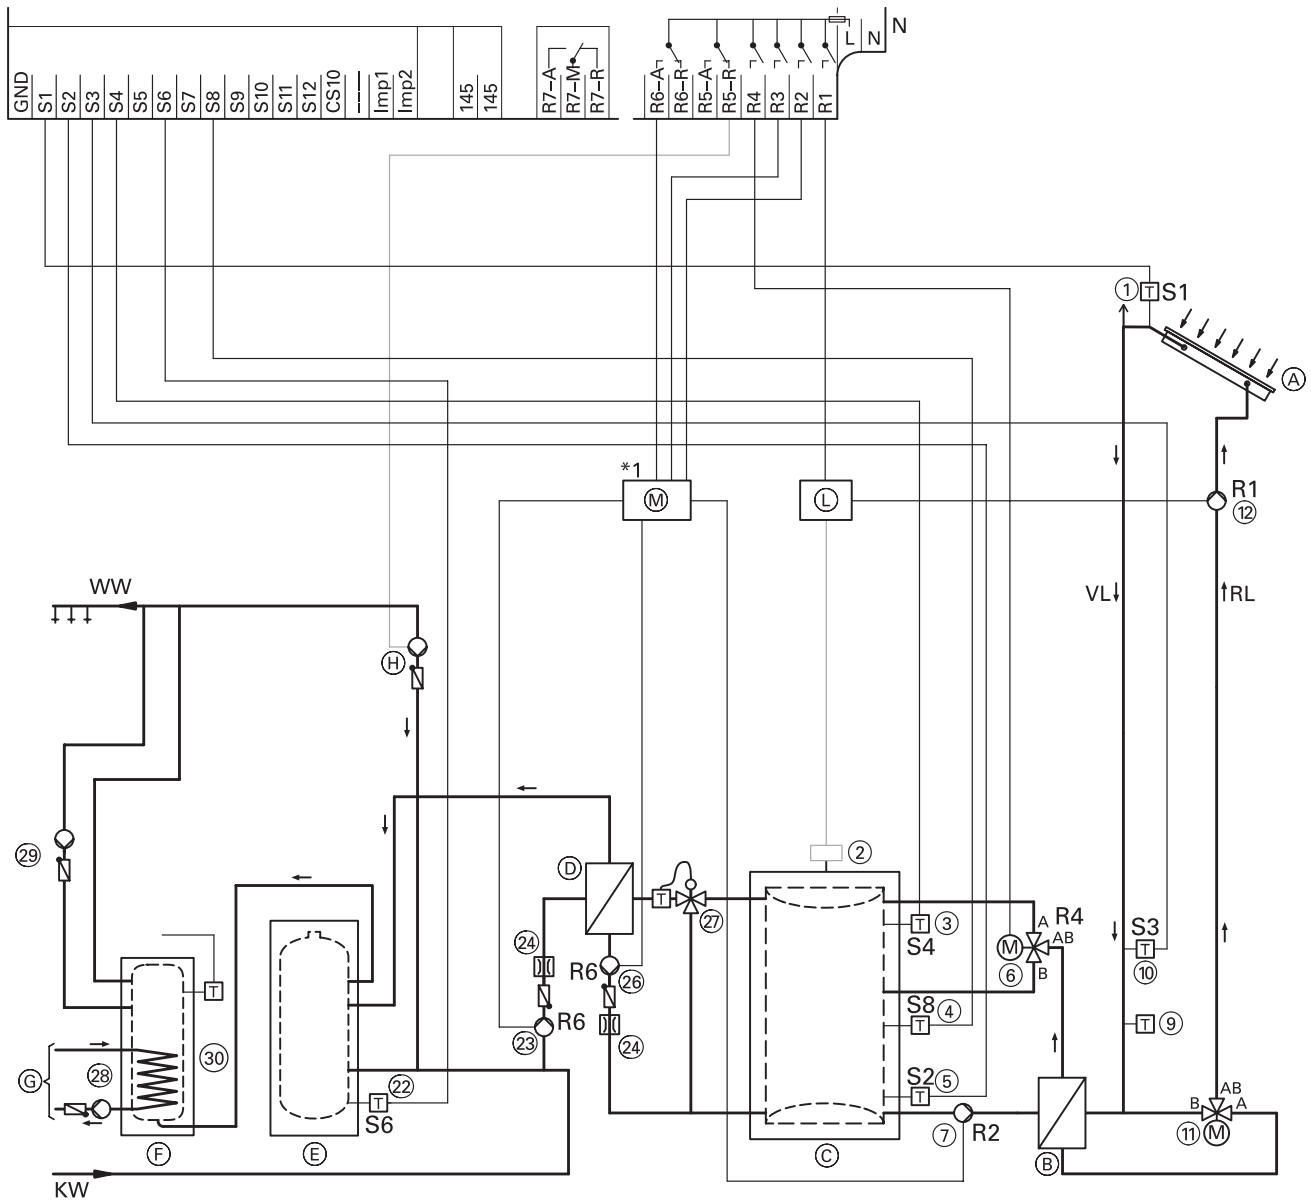 N
L N
GND S1 S2 S3 S4 S5 S6 S7 S8 S9 S10 S11 S12 CS10 ---- Imp1 Imp2 145 145 R7–A R7–M R7–R R6–A R6–R R5–A R5–R R4 R3 R2 R1
1 T S1
A
*1
M L R1
12
WW
VL RL
H
29
2
D
T
27
24 3
T
S4
A R4
M AB
6 B
S3
T
10
R6 26
T
R6
23
24
S8 4
T
T 9
G 28 30
22
T
S6
S2 5
T
7 R2
AB
B A
11 M
F E C B
KW